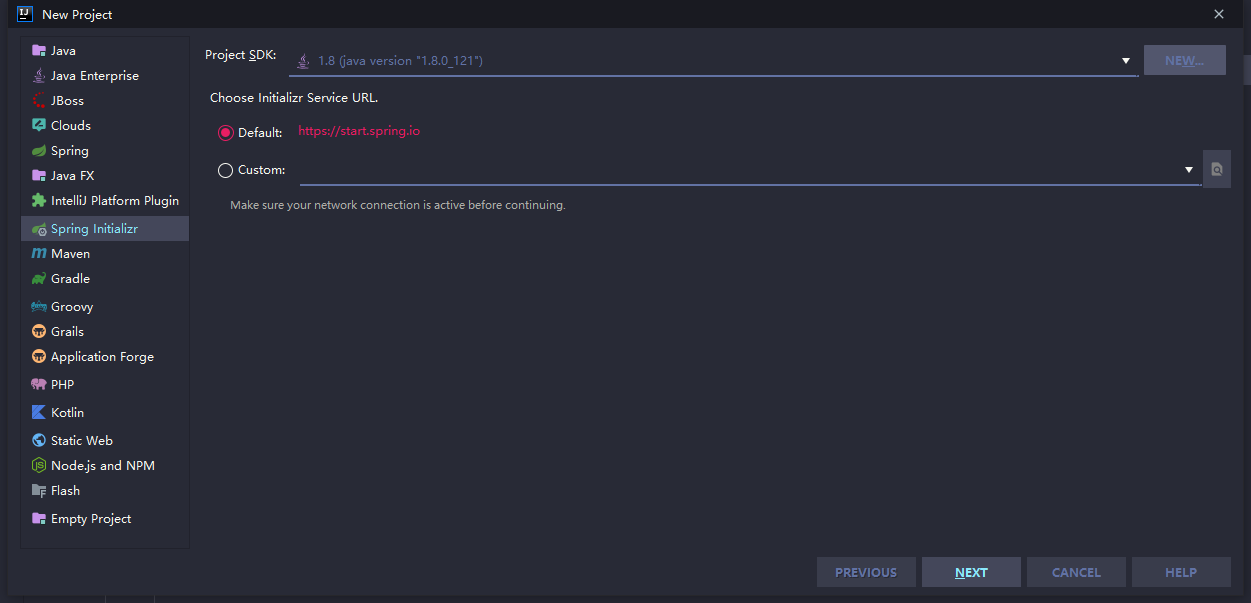 New Project
Java
Java Enterprise
JBoss
Clouds
Spring
Java FX
IntelliJ Platform Plugin
Spring Initializr
Maven
Gradle
Groovy
Grails
Application Forge
PHP
Kotlin
Static Web
Node.js and NPM
Flash
Empty Project
Project SDK: 1.8 (java version "1.8.0_121") NEW...
Choose Initializr Service URL.
Default: https://start.spring.io
Custom:
Make sure your network connection is active before continuing.
PREVIOUS NEXT CANCEL HELP